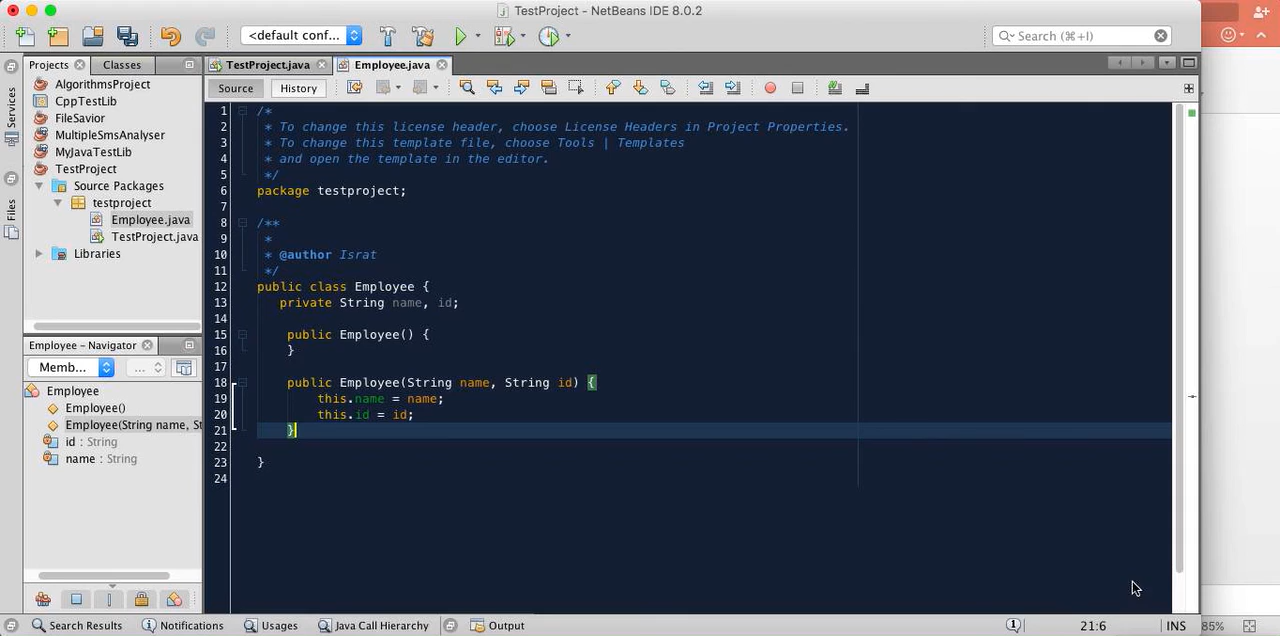 TestProject - NetBeans IDE 8.0.2
<default conf...
Search (⌘+I)
Projects
Classes
TestProject.java
Employee.java
Services
Files
AlgorithmsProject
CppTestLib
FileSavior
MultipleSmsAnalyser
MyJavaTestLib
TestProject
Source Packages
testproject
Employee.java
TestProject.java
Libraries
Source
History
1 /*
2 * To change this license header, choose License Headers in Project Properties.
3 * To change this template file, choose Tools | Templates
4 * and open the template in the editor.
5 */
6 package testproject;
7
8 /**
9 *
10 * @author Israt
11 */
12 public class Employee {
13 private String name, id;
14
15 public Employee() {
16 }
17
18 public Employee(String name, String id) {
19 this.name = name;
20 this.id = id;
21 }
22
23 }
24
Employee - Navigator
Memb...
...
Employee
Employee()
Employee(String name, St
id : String
name : String
Search Results
Notifications
Usages
Java Call Hierarchy
Output
21:6
INS
85%